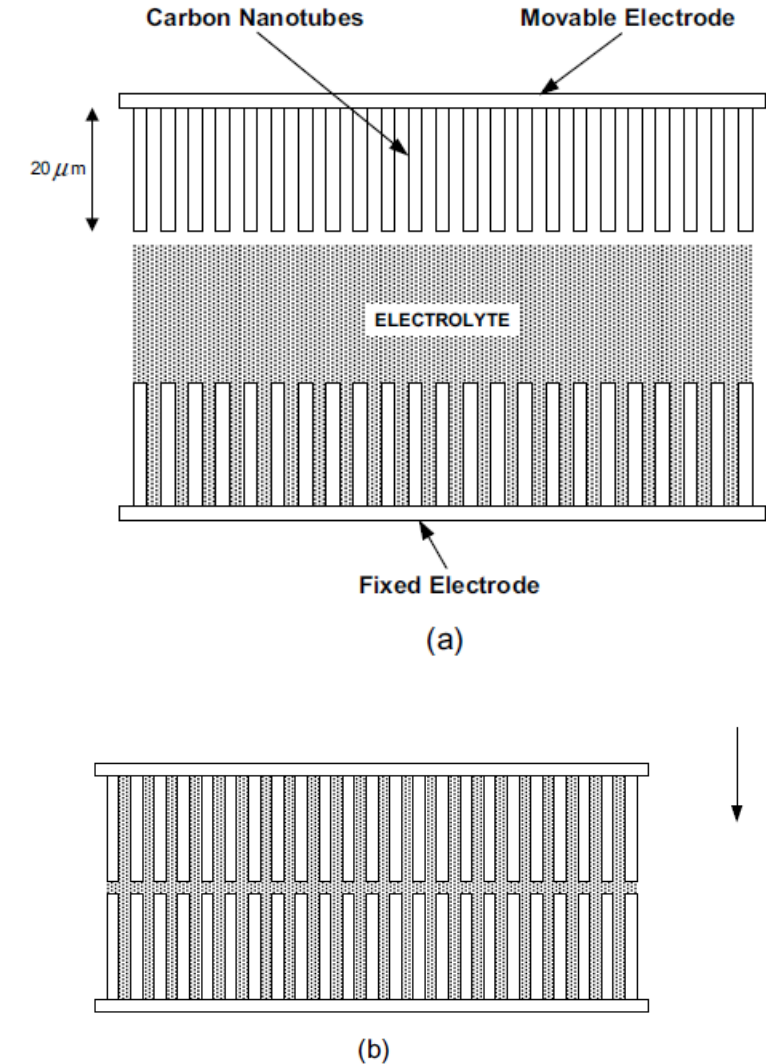 Carbon Nanotubes Movable Electrode
20 μm
ELECTROLYTE
Fixed Electrode
(a)
(b)